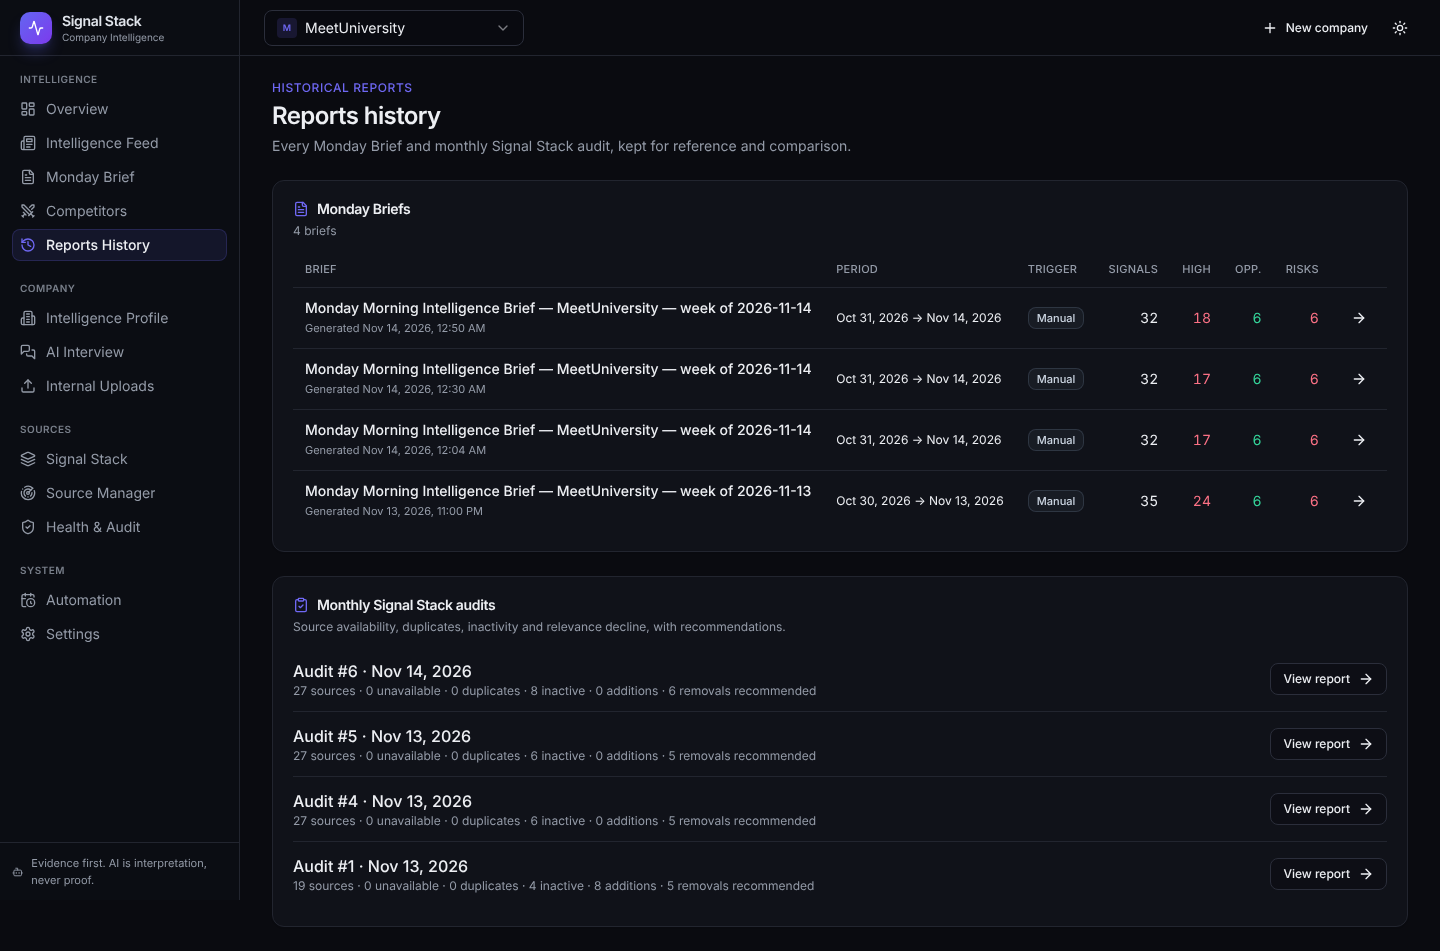 Signal Stack
Company Intelligence
M MeetUniversity
New company
INTELLIGENCE
Overview
Intelligence Feed
Monday Brief
Competitors
Reports History
COMPANY
Intelligence Profile
AI Interview
Internal Uploads
SOURCES
Signal Stack
Source Manager
Health & Audit
SYSTEM
Automation
Settings
Evidence first. AI is interpretation,
never proof.
HISTORICAL REPORTS
Reports history
Every Monday Brief and monthly Signal Stack audit, kept for reference and comparison.
Monday Briefs
4 briefs
BRIEF PERIOD TRIGGER SIGNALS HIGH OPP. RISKS
Monday Morning Intelligence Brief — MeetUniversity — week of 2026-11-14
Generated Nov 14, 2026, 12:50 AM
Oct 31, 2026 → Nov 14, 2026 Manual 32 18 6 6 →
Monday Morning Intelligence Brief — MeetUniversity — week of 2026-11-14
Generated Nov 14, 2026, 12:30 AM
Oct 31, 2026 → Nov 14, 2026 Manual 32 17 6 6 →
Monday Morning Intelligence Brief — MeetUniversity — week of 2026-11-14
Generated Nov 14, 2026, 12:04 AM
Oct 31, 2026 → Nov 14, 2026 Manual 32 17 6 6 →
Monday Morning Intelligence Brief — MeetUniversity — week of 2026-11-13
Generated Nov 13, 2026, 11:00 PM
Oct 30, 2026 → Nov 13, 2026 Manual 35 24 6 6 →
Monthly Signal Stack audits
Source availability, duplicates, inactivity and relevance decline, with recommendations.
Audit #6 · Nov 14, 2026
27 sources · 0 unavailable · 0 duplicates · 8 inactive · 0 additions · 6 removals recommended
View report →
Audit #5 · Nov 13, 2026
27 sources · 0 unavailable · 0 duplicates · 6 inactive · 0 additions · 5 removals recommended
View report →
Audit #4 · Nov 13, 2026
27 sources · 0 unavailable · 0 duplicates · 6 inactive · 0 additions · 5 removals recommended
View report →
Audit #1 · Nov 13, 2026
19 sources · 0 unavailable · 0 duplicates · 4 inactive · 8 additions · 5 removals recommended
View report →